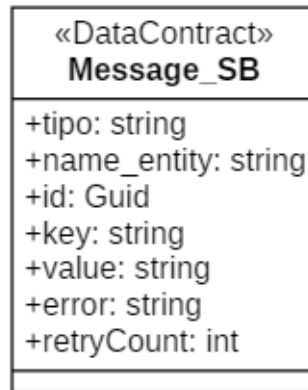 «DataContract»
Message_SB
+tipo: string
+name_entity: string
+id: Guid
+key: string
+value: string
+error: string
+retryCount: int